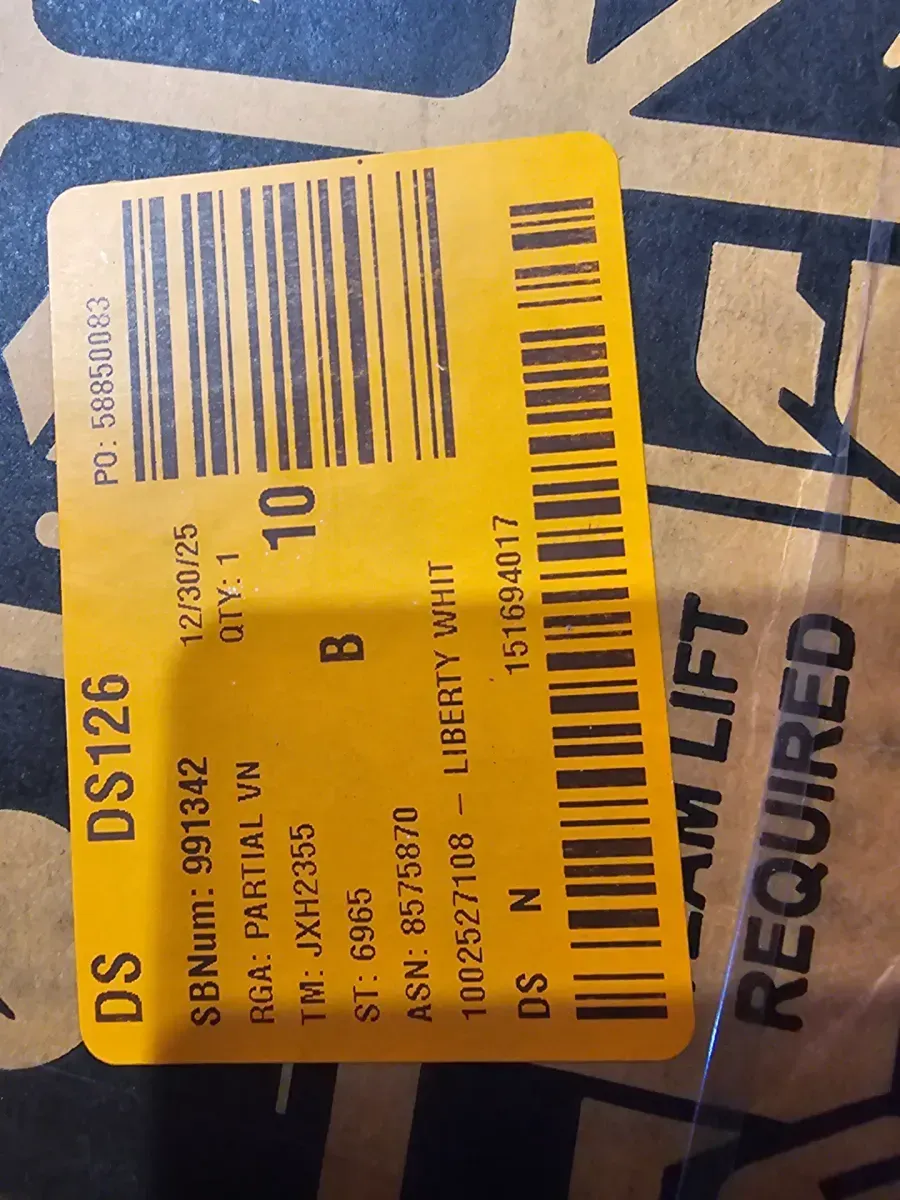 DS DS126 PO: 58850083
SBNum: 991342 12/30/25
RGA: PARTIAL VN QTY: 1
TM: JXH2355 10
ST: 6965 B
ASN: 8575870
1002527108 – LIBERTY WHIT
DS N 151694017
LIFT
REQUIRED